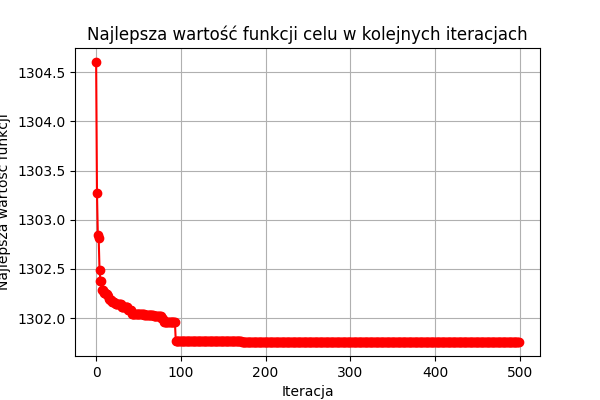 Najlepsza wartość funkcji celu w kolejnych iteracjach
Najlepsza wartość funkcji
1304.5
1304.0
1303.5
1303.0
1302.5
1302.0
0 100 200 300 400 500
Iteracja